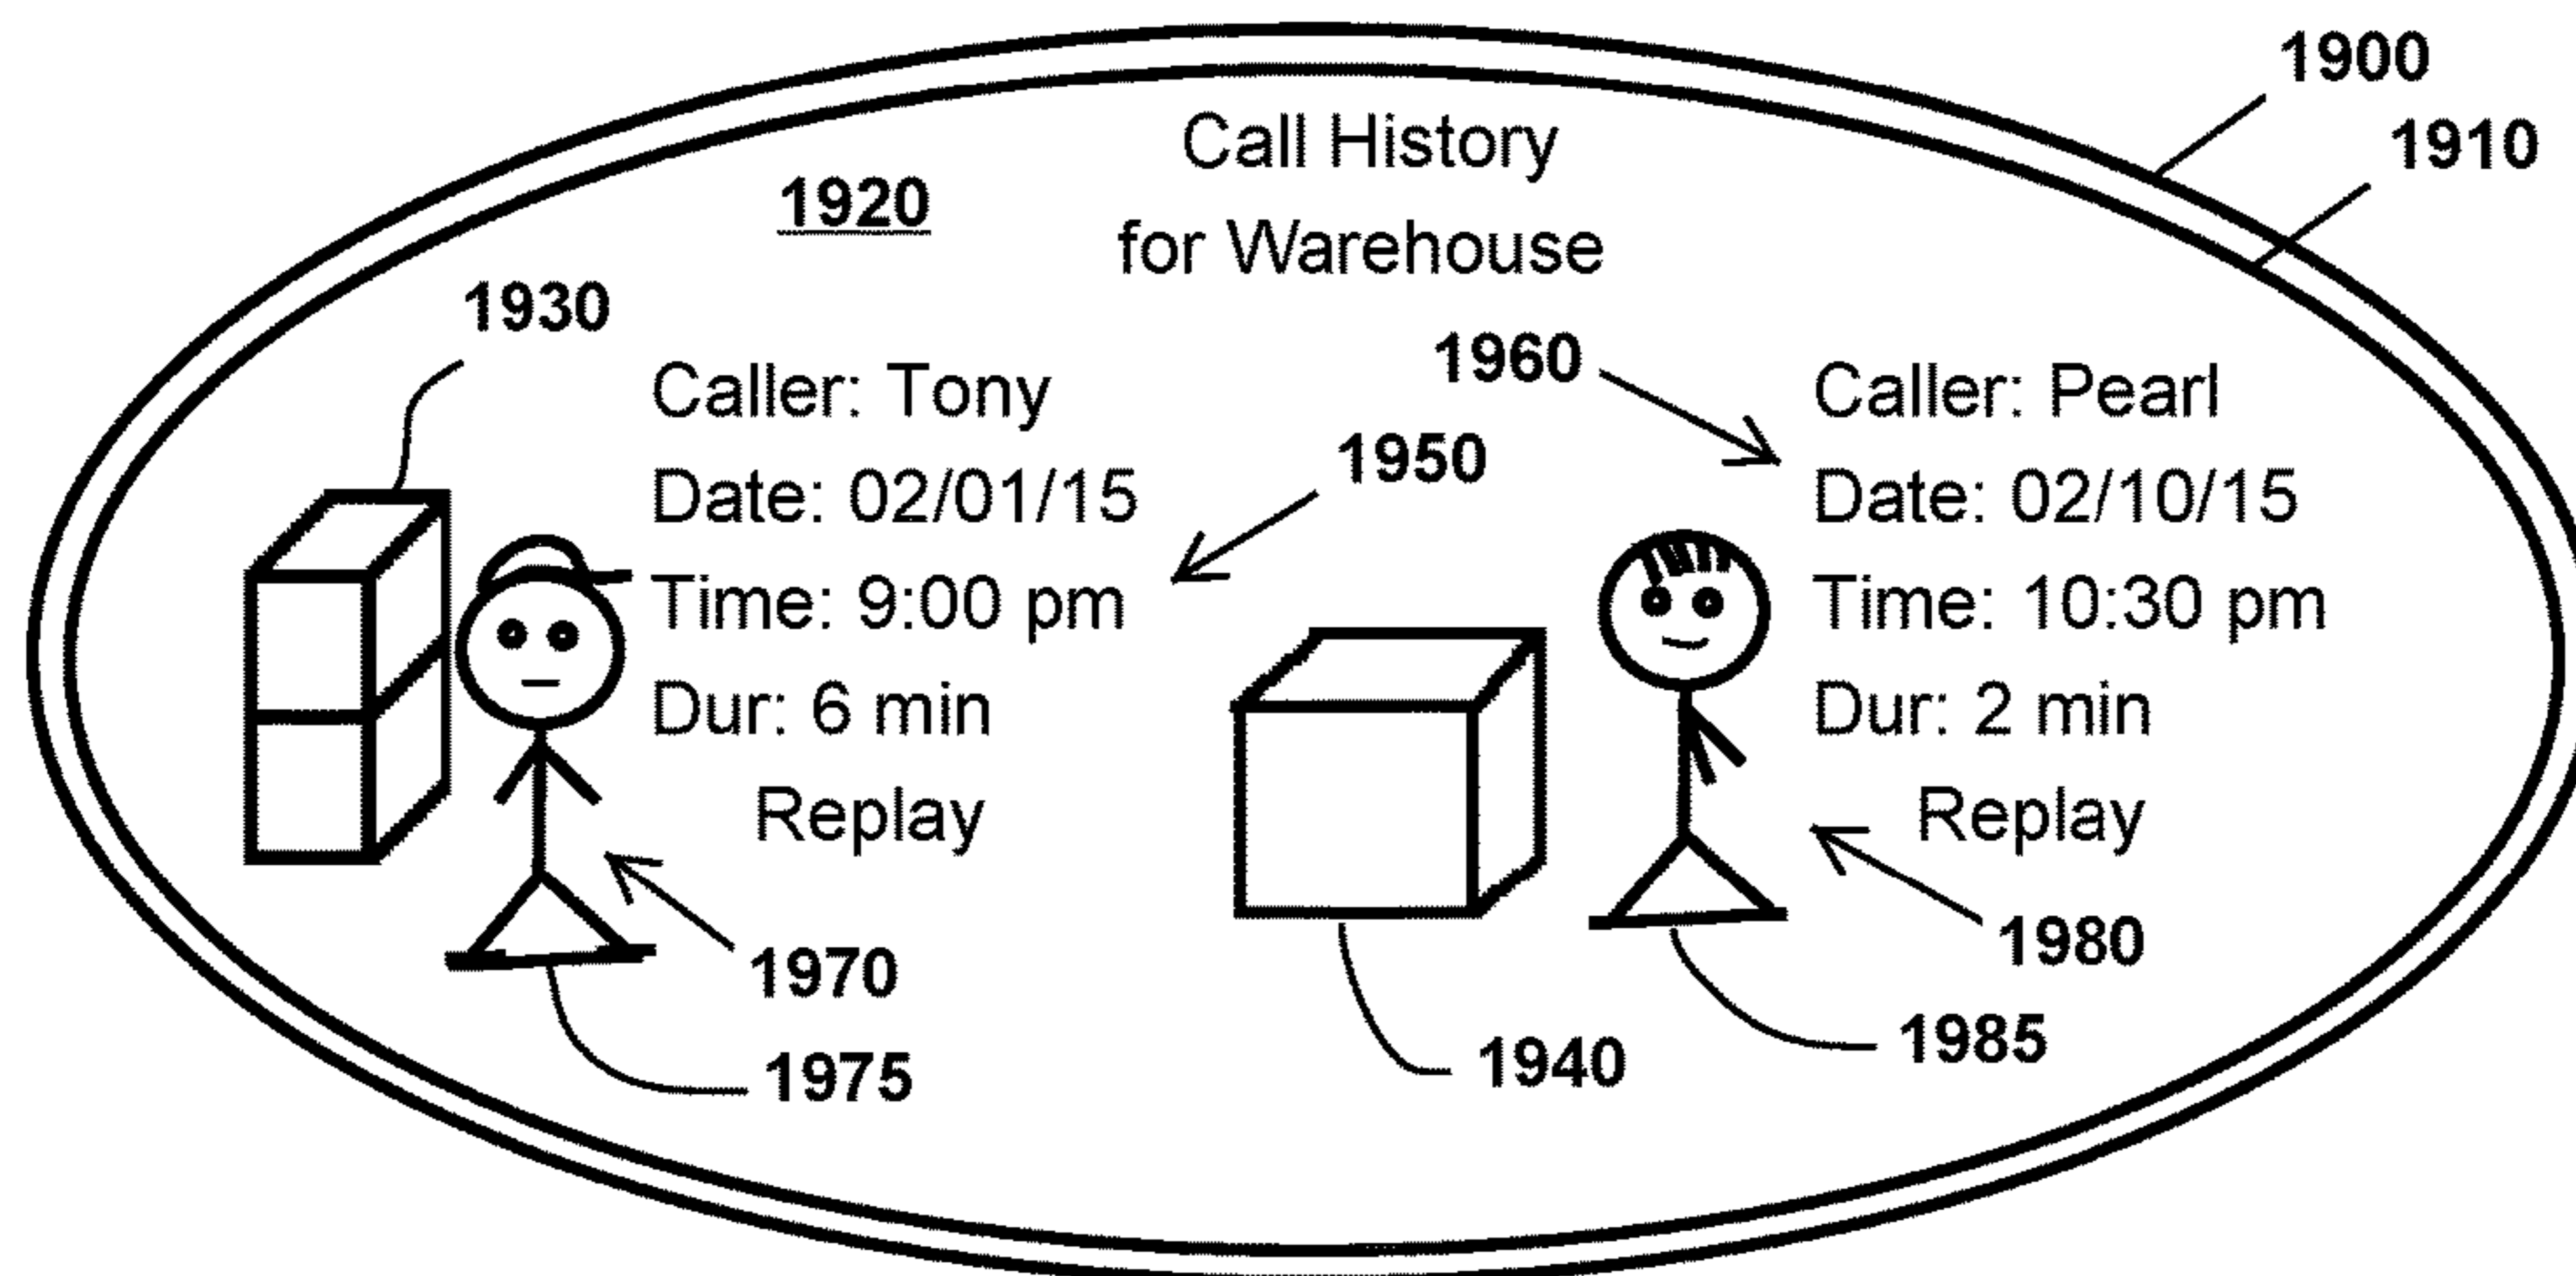 1900
1910
Call History
for Warehouse
1920
1930
1960
1950
Caller: Tony
Date: 02/01/15
Time: 9:00 pm
Dur: 6 min
Replay
Caller: Pearl
Date: 02/10/15
Time: 10:30 pm
Dur: 2 min
Replay
1970
1975
1940
1980
1985